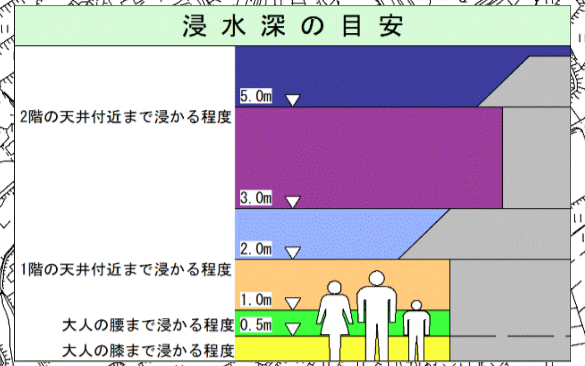 浸水深の目安
5.0m
2階の天井付近まで浸かる程度
3.0m
2.0m
1階の天井付近まで浸かる程度
1.0m
大人の腰まで浸かる程度
0.5m
大人の膝まで浸かる程度